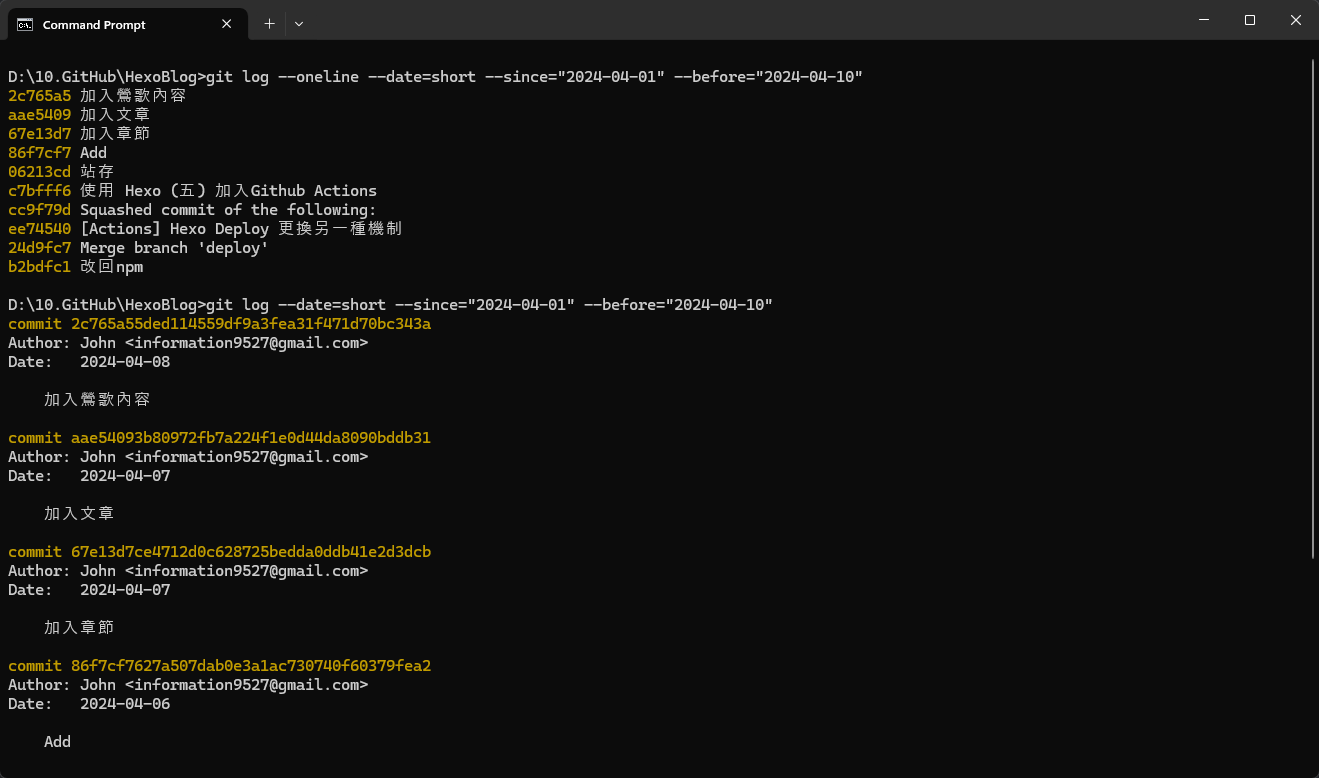 Command Prompt
D:\10.GitHub\HexoBlog>git log --oneline --date=short --since="2024-04-01" --before="2024-04-10"
2c765a5 加入鶯歌內容
aae5409 加入文章
67e13d7 加入章節
86f7cf7 Add
06213cd 站存
c7bfff6 使用 Hexo (五) 加入Github Actions
cc9f79d Squashed commit of the following:
ee74540 [Actions] Hexo Deploy 更換另一種機制
24d9fc7 Merge branch 'deploy'
b2bdfc1 改回npm
D:\10.GitHub\HexoBlog>git log --date=short --since="2024-04-01" --before="2024-04-10"
commit 2c765a55ded114559df9a3fea31f471d70bc343a
Author: John <information9527@gmail.com>
Date:   2024-04-08
加入鶯歌內容
commit aae54093b80972fb7a224f1e0d44da8090bddb31
Author: John <information9527@gmail.com>
Date:   2024-04-07
加入文章
commit 67e13d7ce4712d0c628725bedda0ddb41e2d3dcb
Author: John <information9527@gmail.com>
Date:   2024-04-07
加入章節
commit 86f7cf7627a507dab0e3a1ac730740f60379fea2
Author: John <information9527@gmail.com>
Date:   2024-04-06
Add